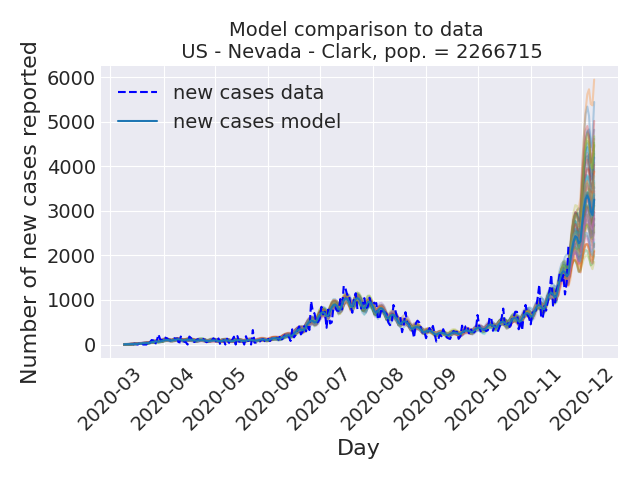 Model comparison to data
US - Nevada - Clark, pop. = 2266715
Number of new cases reported
6000
5000
4000
3000
2000
1000
0
new cases data
new cases model
2020-03
2020-04
2020-05
2020-06
2020-07
2020-08
2020-09
2020-10
2020-11
2020-12
Day